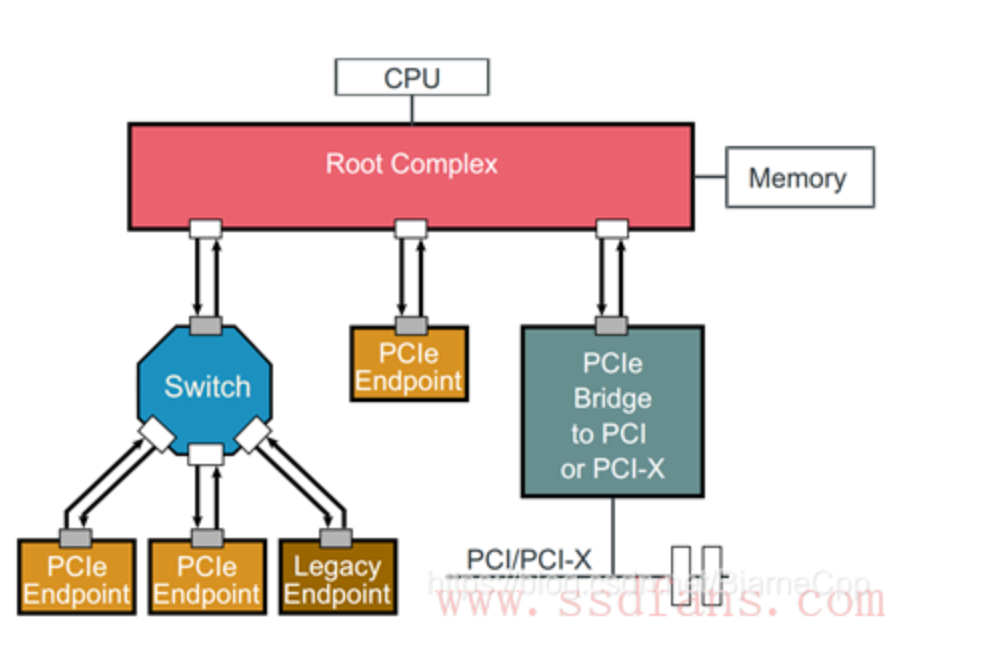 CPU
Root Complex
Memory
PCIe
Endpoint
PCIe
Bridge
to PCI
or PCI-X
Switch
PCIe
Endpoint
PCIe
Endpoint
Legacy
Endpoint
PCI/PCI-X
https://blog.csdn.net/BjarneCpp
www.ssdfans.com